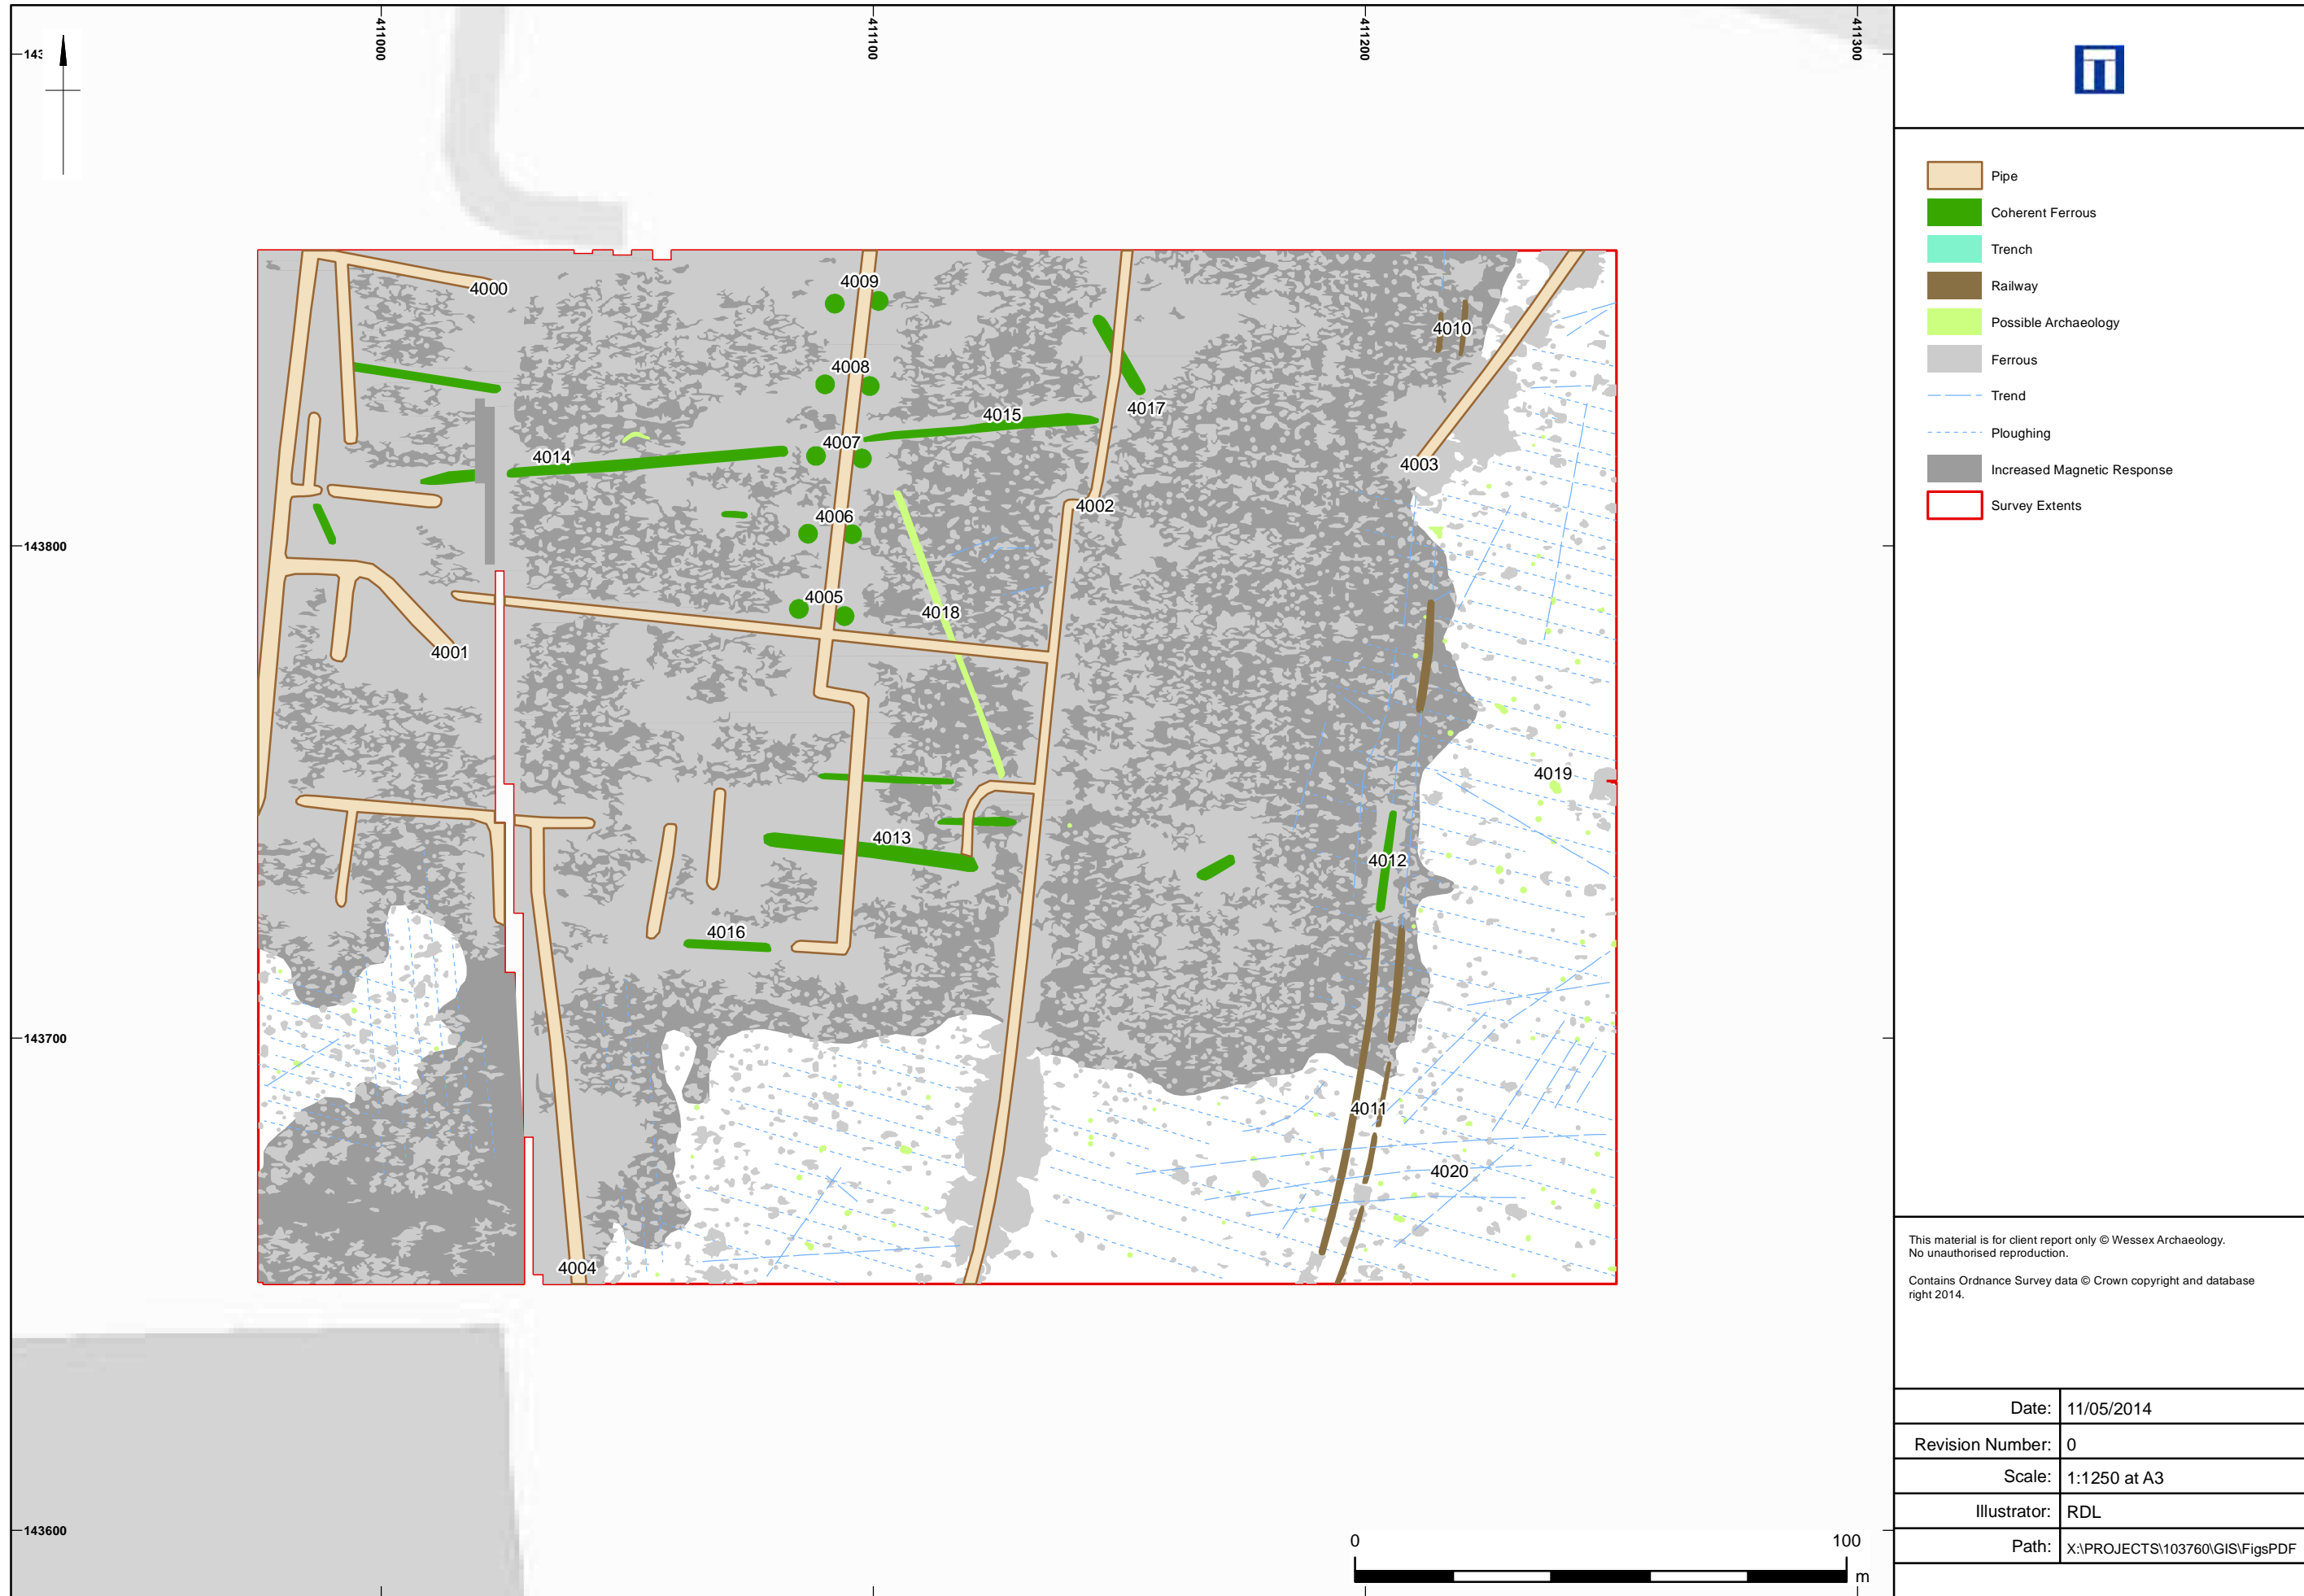 411000
411100
411200
411300
143800
143700
143600
4000
4009
4010
4008
4017
4015
4007
4014
4003
4002
4006
4005
4018
4001
4019
4013
4012
4016
4011
4020
4004
0 100
m
Pipe
Coherent Ferrous
Trench
Railway
Possible Archaeology
Ferrous
Trend
Ploughing
Increased Magnetic Response
Survey Extents
This material is for client report only © Wessex Archaeology.
No unauthorised reproduction.
Contains Ordnance Survey data © Crown copyright and database
right 2014.
Date: 11/05/2014
Revision Number: 0
Scale: 1:1250 at A3
Illustrator: RDL
Path: X:\PROJECTS\103760\GIS\FigsPDF